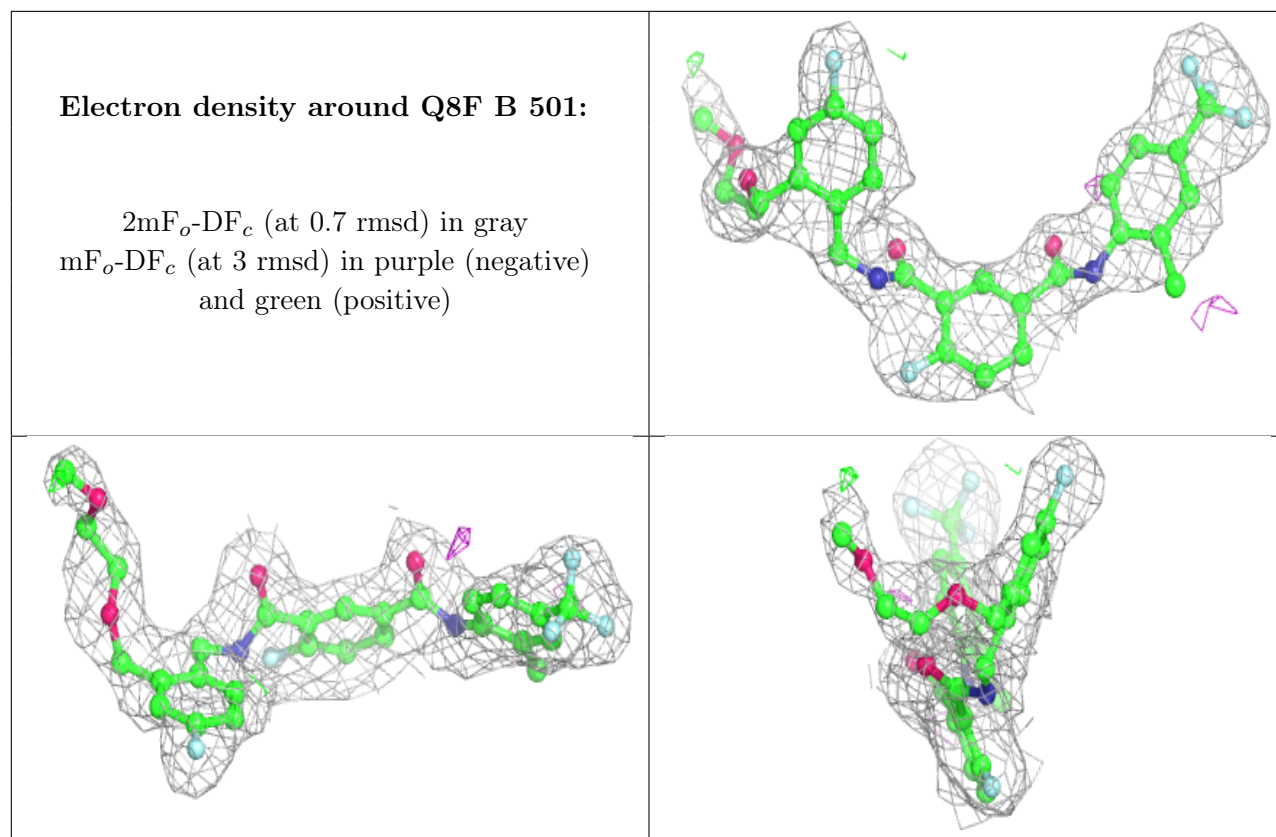 Electron density around Q8F B 501:
2mFₒ-DF𝒸 (at 0.7 rmsd) in gray
mFₒ-DF𝒸 (at 3 rmsd) in purple (negative)
and green (positive)